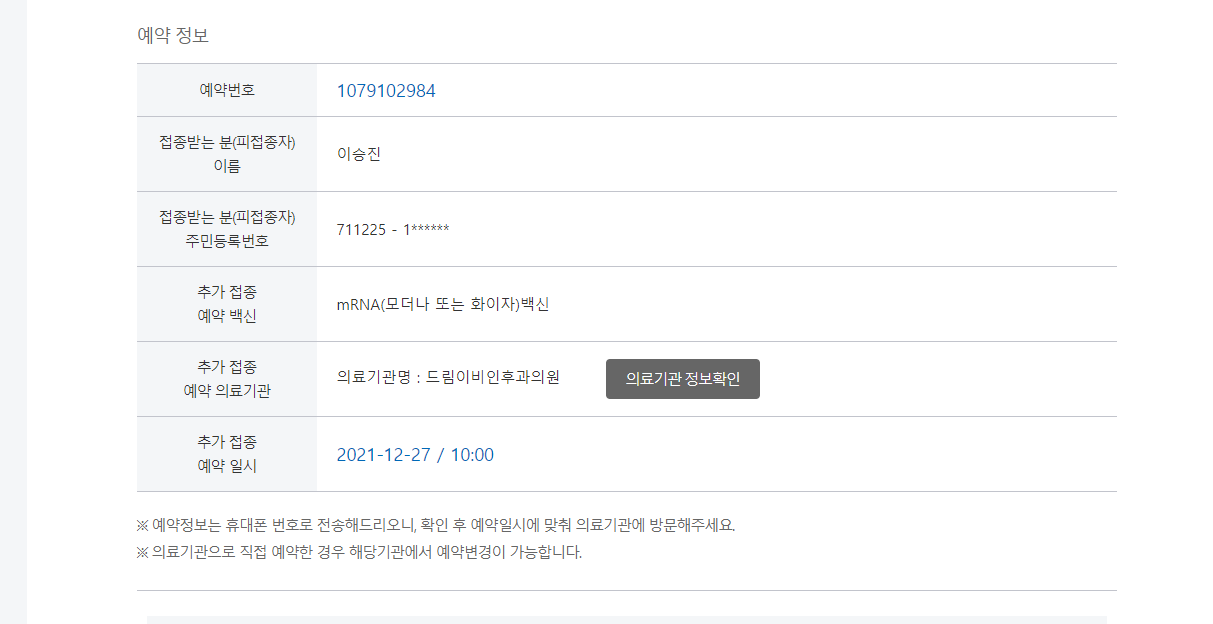 예약 정보
예약번호
1079102984
접종받는 분(피접종자)
이름
이승진
접종받는 분(피접종자)
주민등록번호
711225 - 1******
추가 접종
예약 백신
mRNA(모더나 또는 화이자)백신
추가 접종
예약 의료기관
의료기관명 : 드림이비인후과의원
의료기관 정보확인
추가 접종
예약 일시
2021-12-27 / 10:00
※ 예약정보는 휴대폰 번호로 전송해드리오니, 확인 후 예약일시에 맞춰 의료기관에 방문해주세요.
※ 의료기관으로 직접 예약한 경우 해당기관에서 예약변경이 가능합니다.